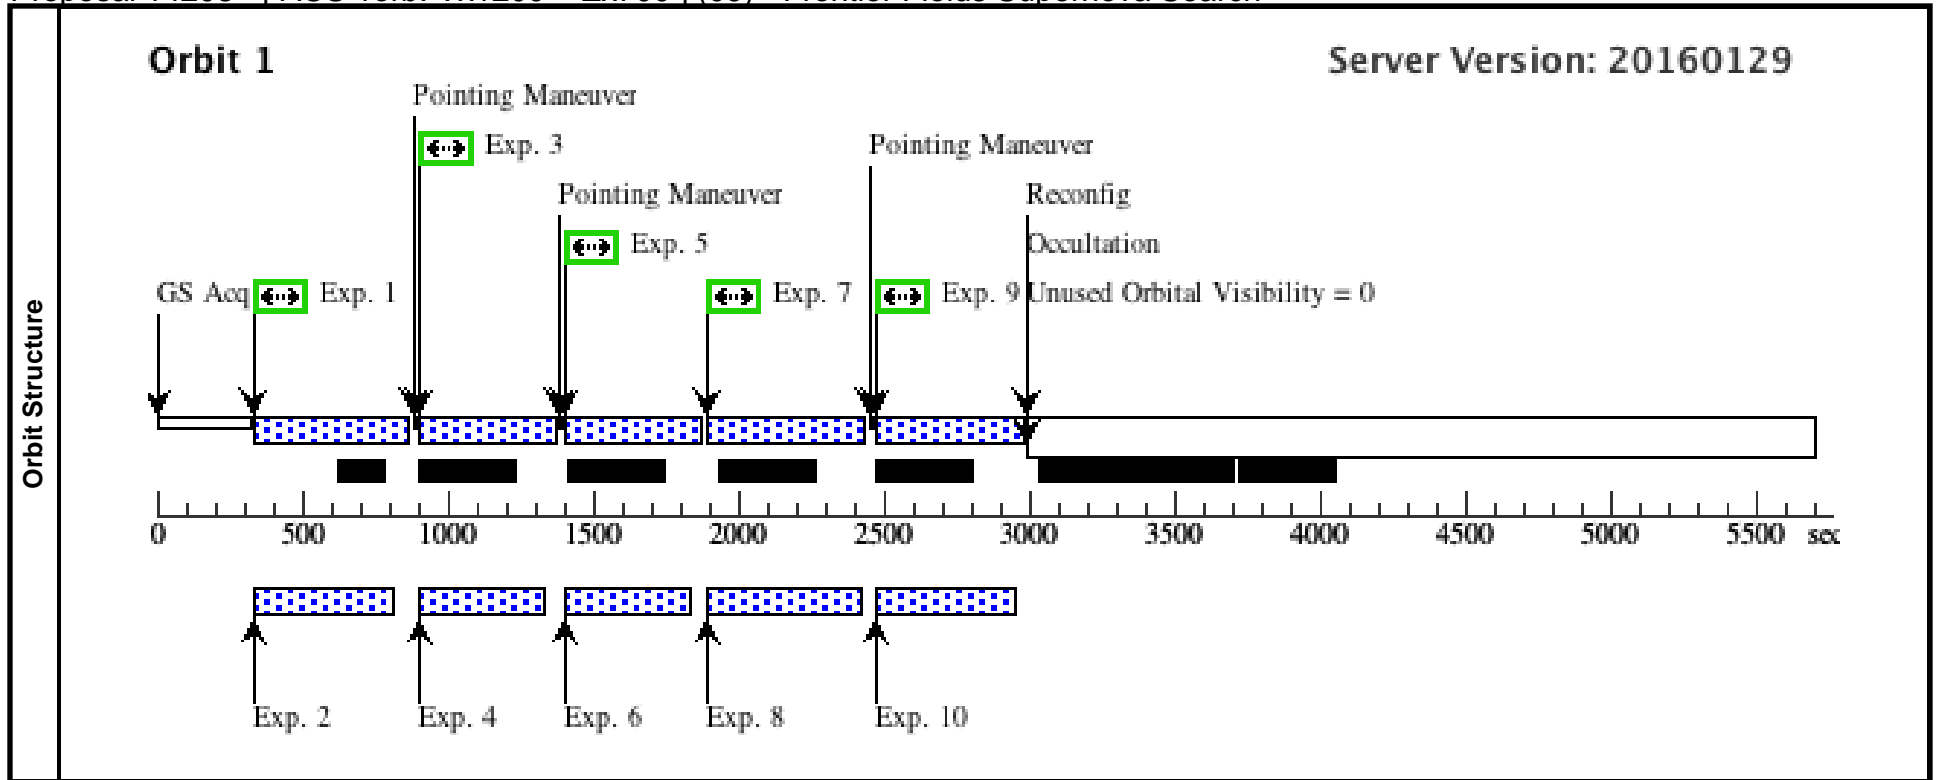 Orbit 1
Server Version: 20160129
Pointing Maneuver
Exp. 3
Pointing Maneuver
Pointing Maneuver
Reconfig
Exp. 5
Occultation
GS Acq
Exp. 1
Exp. 7
Exp. 9
Unused Orbital Visibility = 0
Orbit Structure
0 500 1000 1500 2000 2500 3000 3500 4000 4500 5000 5500 sec
Exp. 2
Exp. 4
Exp. 6
Exp. 8
Exp. 10